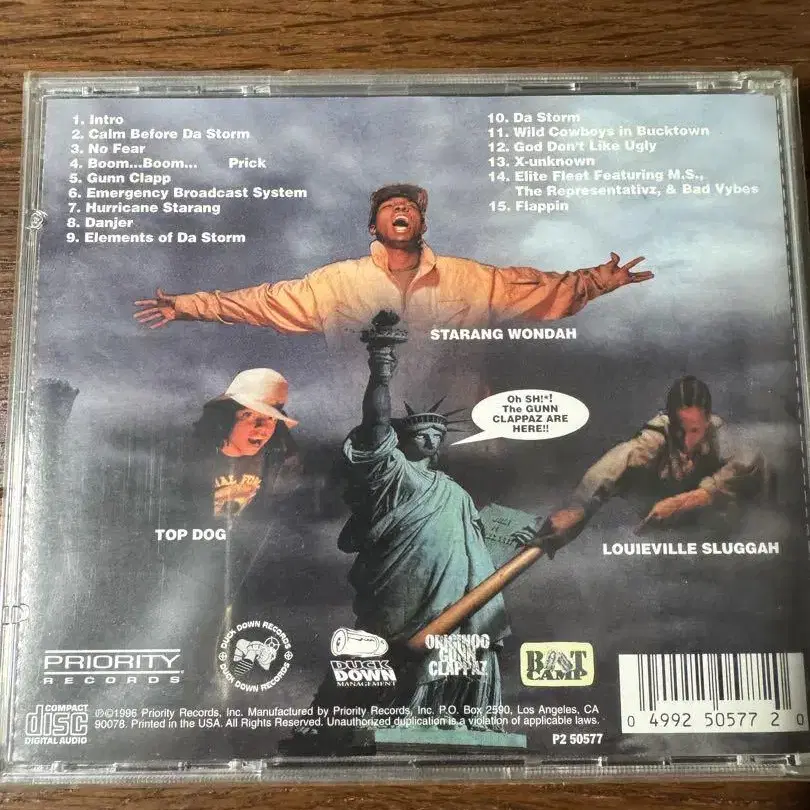 1. Intro
2. Calm Before Da Storm
3. No Fear
4. Boom...Boom... Prick
5. Gunn Clapp
6. Emergency Broadcast System
7. Hurricane Starang
8. Danjer
9. Elements of Da Storm
10. Da Storm
11. Wild Cowboys in Bucktown
12. God Don't Like Ugly
13. X-unknown
14. Elite Fleet Featuring M.S.,
The Representativz, & Bad Vybes
15. Flappin
STARANG WONDAH
Oh SH!*!
The GUNN
CLAPPAZ ARE
HERE!!
TOP DOG
LOUIEVILLE SLUGGAH
PRIORITY
RECORDS
DUCK DOWN RECORDS
DUCK DOWN RECORDS
DUCK
DOWN
MANAGEMENT
ORIGINOO
GUNN
CLAPPAZ
BOOT
CAMP
COMPACT
disc
DIGITAL AUDIO
℗©1996 Priority Records, Inc. Manufactured by Priority Records, Inc. P.O. Box 2590, Los Angeles, CA
90078. Printed in the USA. All Rights Reserved. Unauthorized duplication is a violation of applicable laws.
P2 50577
0 4992 50577 2 0